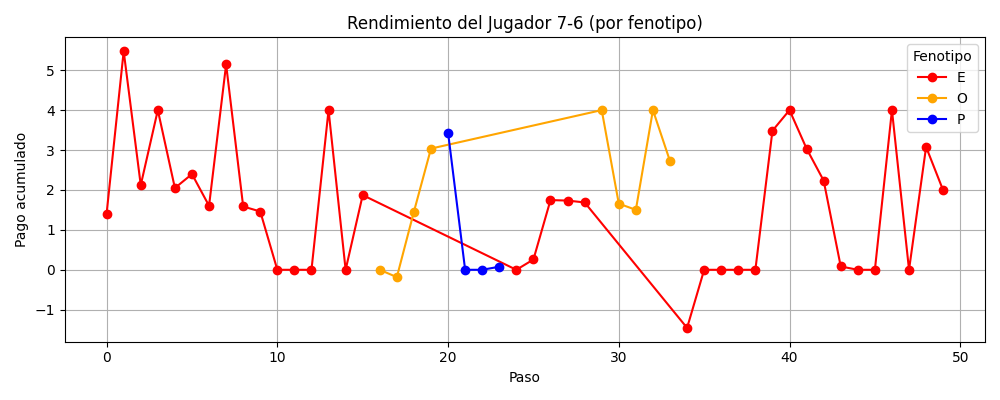 Rendimiento del Jugador 7-6 (por fenotipo)
Pago acumulado
5
4
3
2
1
0
−1
Fenotipo
E
O
P
0 10 20 30 40 50
Paso